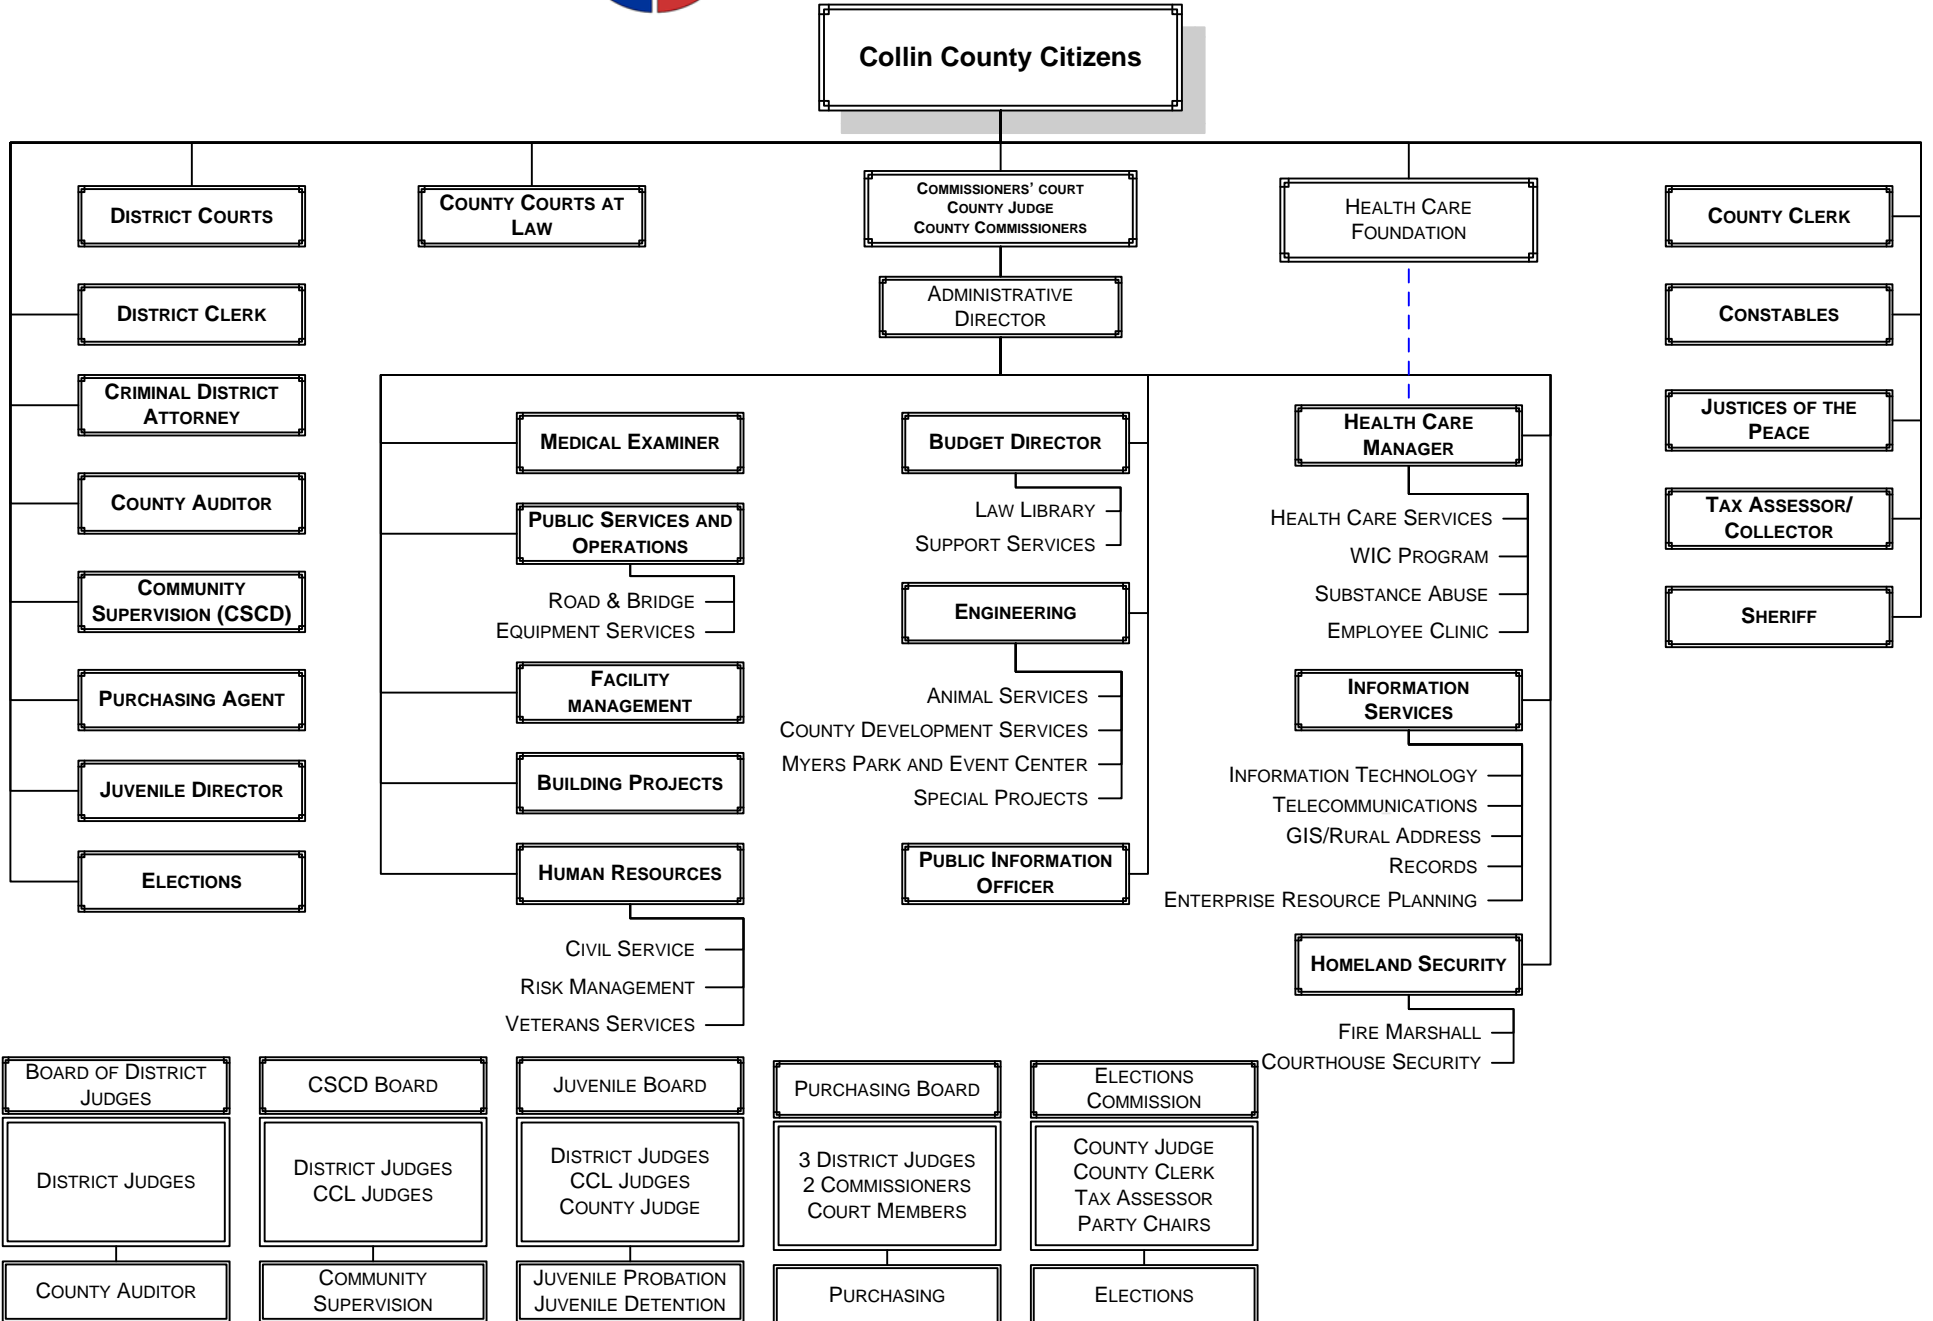 Collin County Citizens
DISTRICT COURTS
COUNTY COURTS AT
LAW
COMMISSIONERS' COURT
COUNTY JUDGE
COUNTY COMMISSIONERS
HEALTH CARE
FOUNDATION
COUNTY CLERK
ADMINISTRATIVE
DIRECTOR
DISTRICT CLERK
CRIMINAL DISTRICT
ATTORNEY
COUNTY AUDITOR
COMMUNITY
SUPERVISION (CSCD)
PURCHASING AGENT
JUVENILE DIRECTOR
ELECTIONS
MEDICAL EXAMINER
PUBLIC SERVICES AND
OPERATIONS
ROAD & BRIDGE
EQUIPMENT SERVICES
FACILITY
MANAGEMENT
BUILDING PROJECTS
HUMAN RESOURCES
CIVIL SERVICE
RISK MANAGEMENT
VETERANS SERVICES
BUDGET DIRECTOR
LAW LIBRARY
SUPPORT SERVICES
ENGINEERING
ANIMAL SERVICES
COUNTY DEVELOPMENT SERVICES
MYERS PARK AND EVENT CENTER
SPECIAL PROJECTS
PUBLIC INFORMATION
OFFICER
HEALTH CARE
MANAGER
HEALTH CARE SERVICES
WIC PROGRAM
SUBSTANCE ABUSE
EMPLOYEE CLINIC
INFORMATION
SERVICES
INFORMATION TECHNOLOGY
TELECOMMUNICATIONS
GIS/RURAL ADDRESS
RECORDS
ENTERPRISE RESOURCE PLANNING
HOMELAND SECURITY
FIRE MARSHALL
COURTHOUSE SECURITY
CONSTABLES
JUSTICES OF THE
PEACE
TAX ASSESSOR/
COLLECTOR
SHERIFF
BOARD OF DISTRICT
JUDGES
DISTRICT JUDGES
COUNTY AUDITOR
CSCD BOARD
DISTRICT JUDGES
CCL JUDGES
COMMUNITY
SUPERVISION
JUVENILE BOARD
DISTRICT JUDGES
CCL JUDGES
COUNTY JUDGE
JUVENILE PROBATION
JUVENILE DETENTION
PURCHASING BOARD
3 DISTRICT JUDGES
2 COMMISSIONERS
COURT MEMBERS
PURCHASING
ELECTIONS
COMMISSION
COUNTY JUDGE
COUNTY CLERK
TAX ASSESSOR
PARTY CHAIRS
ELECTIONS